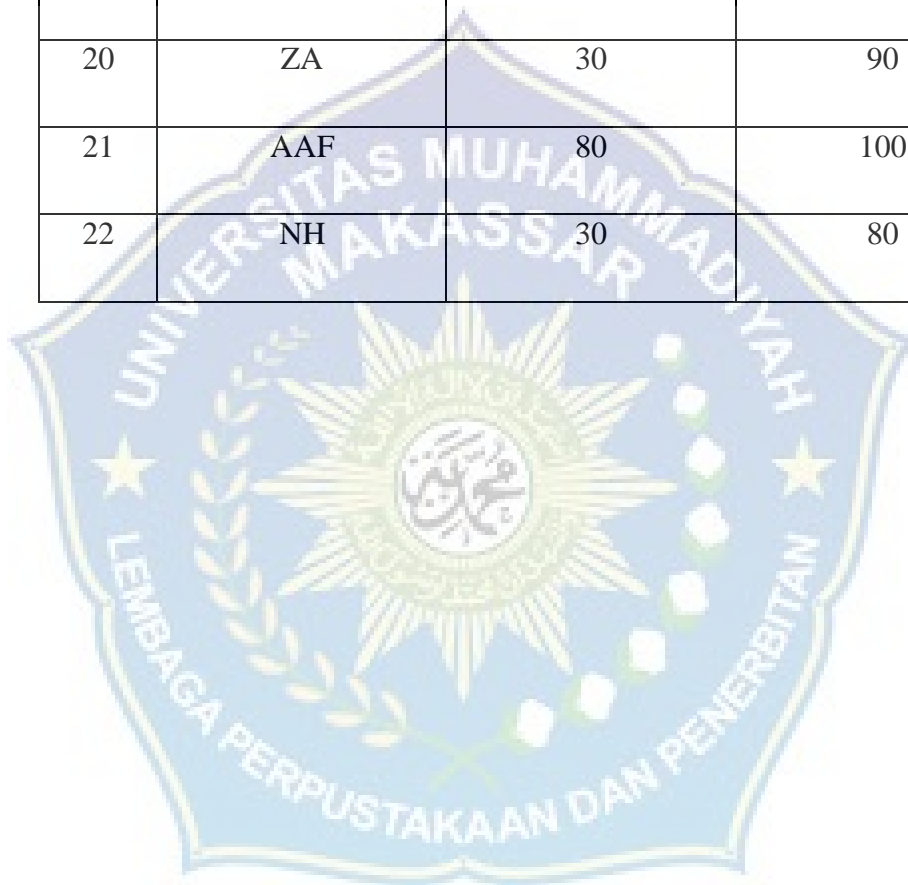 20 ZA 30 90
21 AAF 80 100
22 NH 30 80
UNIVERSITAS MUHAMMADIYAH
MAKASSAR
LEMBAGA PERPUSTAKAAN DAN PENERBITAN